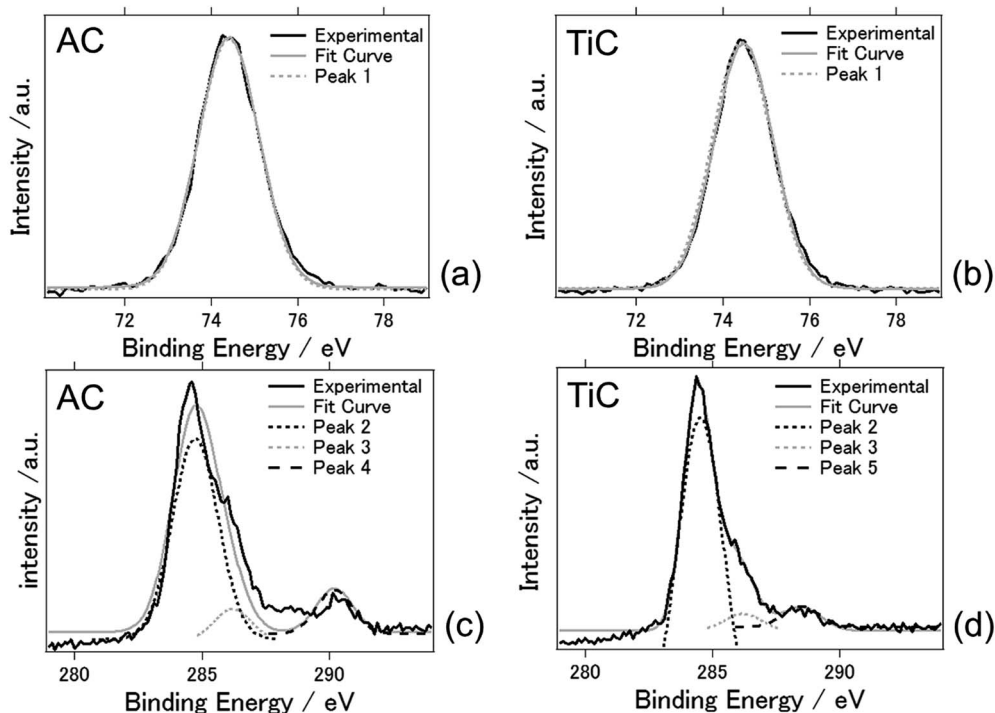 AC
Experimental
Fit Curve
Peak 1
Intensity /a.u.
72 74 76 78
Binding Energy / eV
(a)
TiC
Experimental
Fit Curve
Peak 1
Intensity / a.u.
72 74 76 78
Binding Energy / eV
(b)
AC
Experimental
Fit Curve
Peak 2
Peak 3
Peak 4
intensity /a.u.
280 285 290
Binding Energy / eV
(c)
TiC
Experimental
Fit Curve
Peak 2
Peak 3
Peak 5
Intensity /a.u.
280 285 290
Binding Energy / eV
(d)